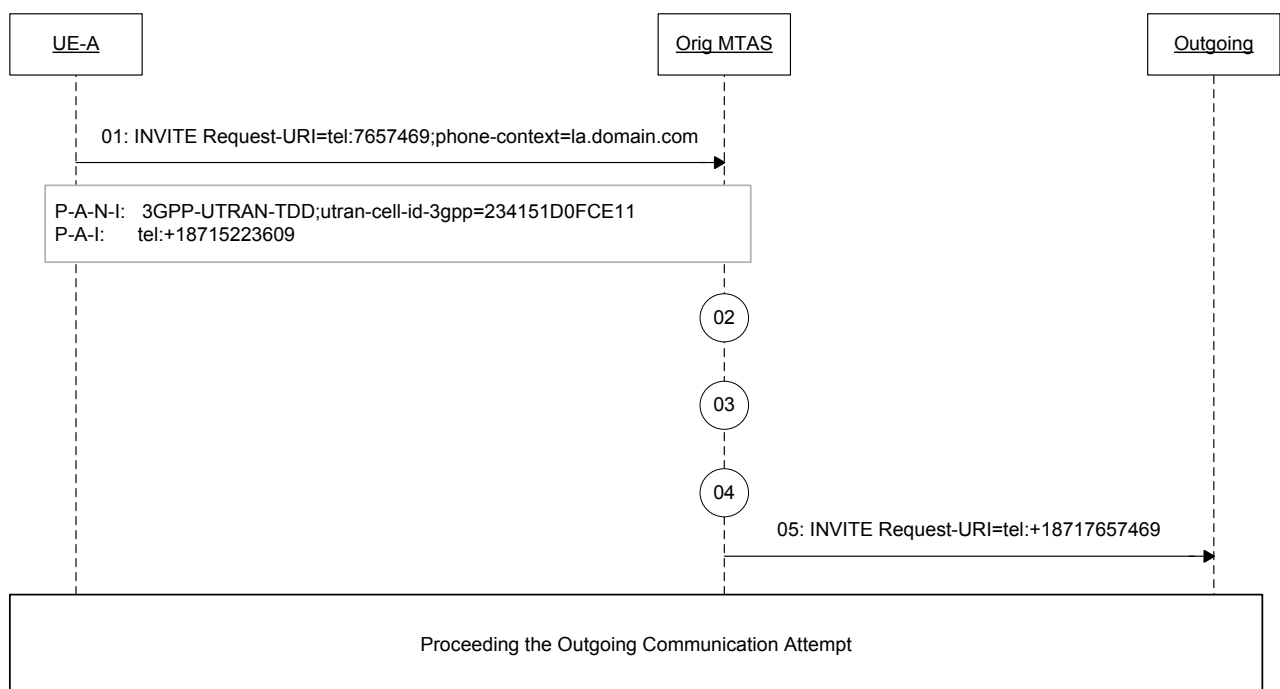 UE-A
Orig MTAS
Outgoing
01: INVITE Request-URI=tel:7657469;phone-context=la.domain.com
P-A-N-I: 3GPP-UTRAN-TDD;utran-cell-id-3gpp=234151D0FCE11
P-A-I: tel:+18715223609
02
03
04
05: INVITE Request-URI=tel:+18717657469
Proceeding the Outgoing Communication Attempt